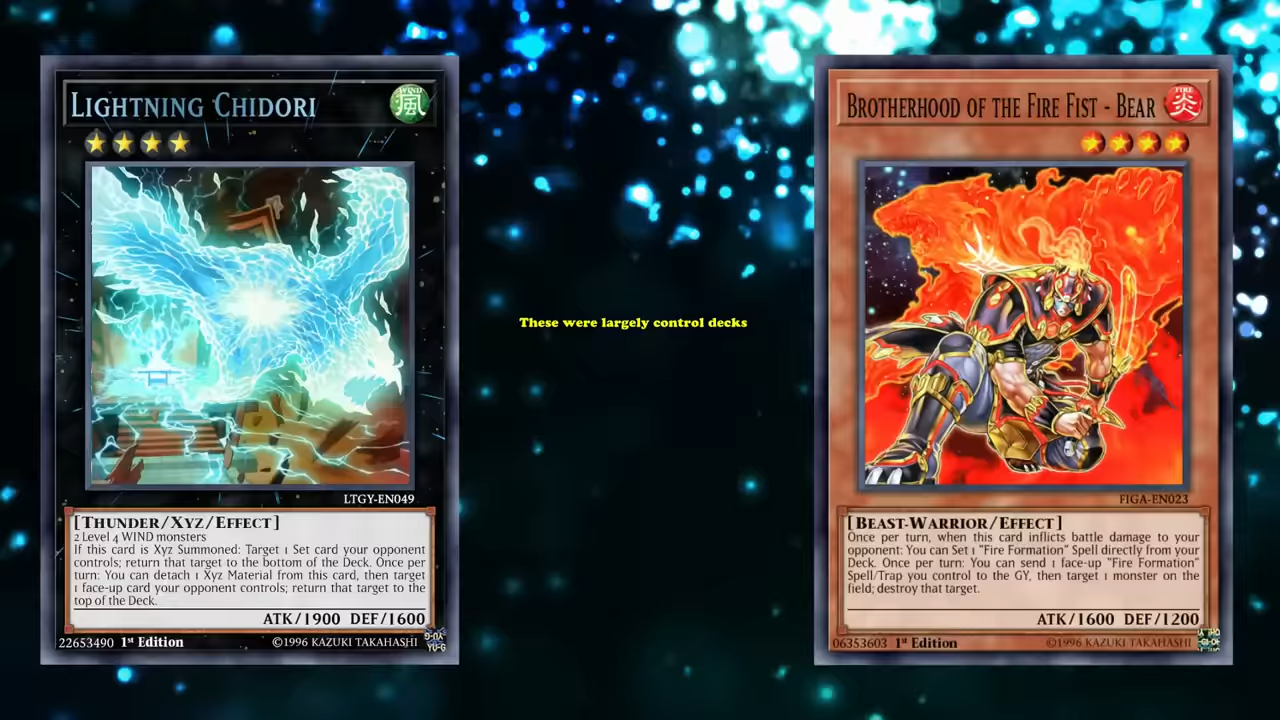 LIGHTNING CHIDORI
WIND
風
LTGY-EN049
[THUNDER/XYZ/EFFECT]
2 Level 4 WIND monsters
If this card is Xyz Summoned: Target 1 Set card your opponent
controls; return that target to the bottom of the Deck. Once per
turn: You can detach 1 Xyz Material from this card, then target
1 face-up card your opponent controls; return that target to the
top of the Deck.
ATK/1900 DEF/1600
22653490 1st Edition ©1996 KAZUKI TAKAHASHI
These were largely control decks
BROTHERHOOD OF THE FIRE FIST - BEAR
FIRE
炎
FIGA-EN023
[BEAST-WARRIOR/EFFECT]
Once per turn, when this card inflicts battle damage to your
opponent: You can Set 1 "Fire Formation" Spell directly from your
Deck. Once per turn: You can send 1 face-up "Fire Formation"
Spell/Trap you control to the GY, then target 1 monster on the
field; destroy that target.
ATK/1600 DEF/1200
06353603 1st Edition ©1996 KAZUKI TAKAHASHI